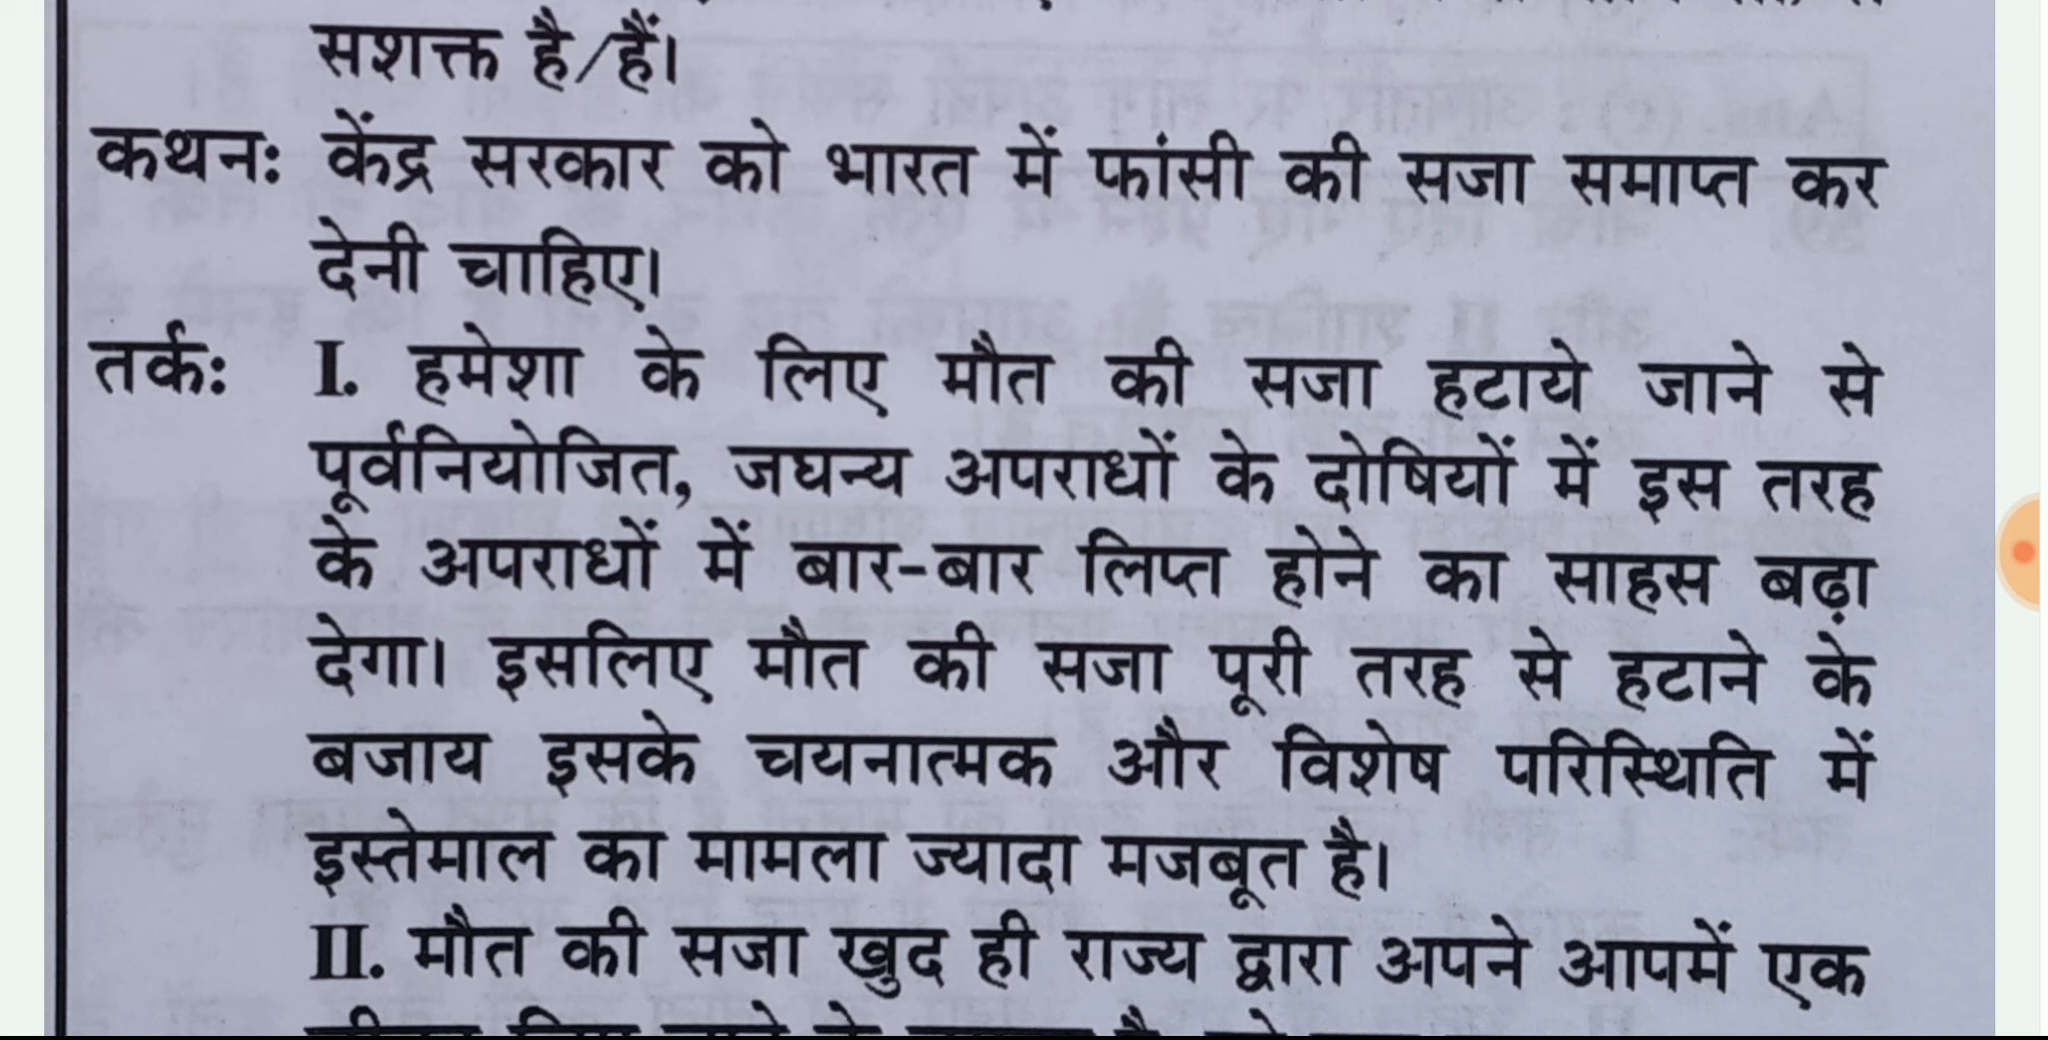 सशक्त है/हैं।
कथनः केंद्र सरकार को भारत में फांसी की सजा समाप्त कर
देनी चाहिए।
तर्कः I. हमेशा के लिए मौत की सजा हटाये जाने से
पूर्वनियोजित, जघन्य अपराधों के दोषियों में इस तरह
के अपराधों में बार-बार लिप्त होने का साहस बढ़ा
देगा। इसलिए मौत की सजा पूरी तरह से हटाने के
बजाय इसके चयनात्मक और विशेष परिस्थिति में
इस्तेमाल का मामला ज्यादा मजबूत है।
II. मौत की सजा खुद ही राज्य द्वारा अपने आपमें एक